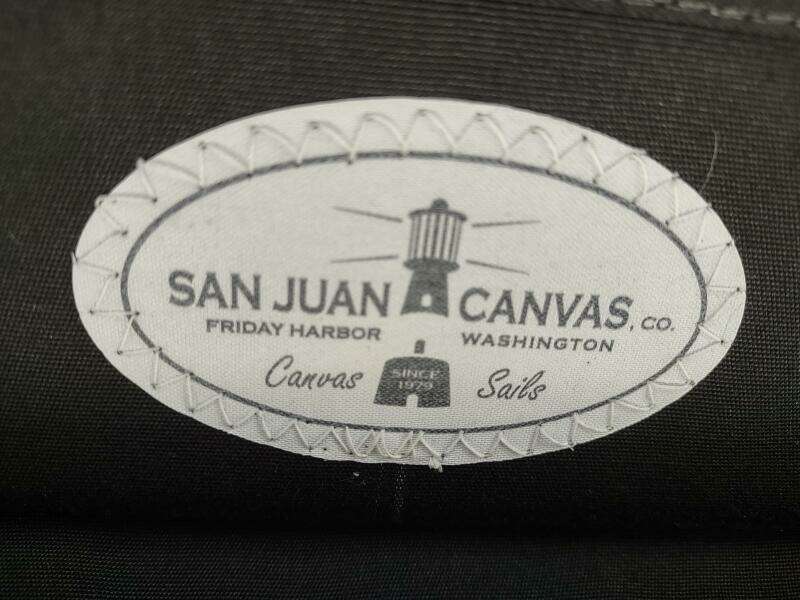 SAN JUAN CANVAS, CO.
FRIDAY HARBOR WASHINGTON
Canvas Sails
SINCE
1979